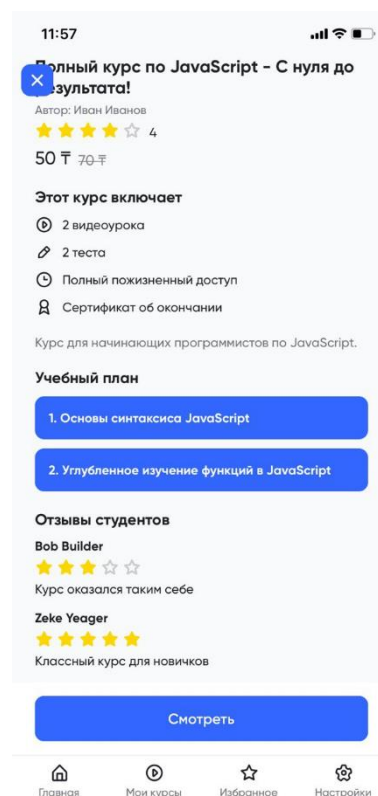 11:57
Полный курс по JavaScript - С нуля до
результата!
Автор: Иван Иванов
4
50 ₸ 70 ₸
Этот курс включает
2 видеоурока
2 теста
Полный пожизненный доступ
Сертификат об окончании
Курс для начинающих программистов по JavaScript.
Учебный план
1. Основы синтаксиса JavaScript
2. Углубленное изучение функций в JavaScript
Отзывы студентов
Bob Builder
Курс оказался таким себе
Zeke Yeager
Классный курс для новичков
Смотреть
Главная Мои курсы Избранное Настройки